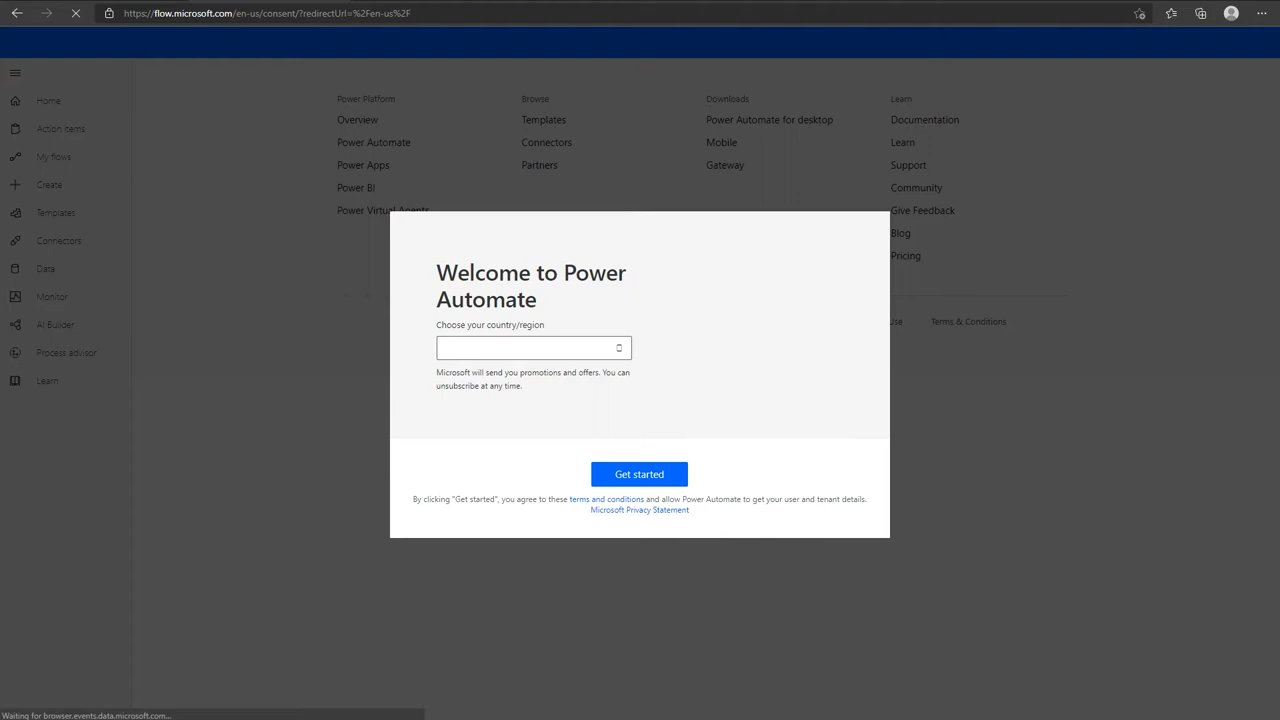 https://flow.microsoft.com/en-us/consent/?redirectUrl=%2Fen-us%2F
Home
Action items
My flows
Create
Templates
Connectors
Data
Monitor
AI Builder
Process advisor
Learn
Power Platform
Overview
Power Automate
Power Apps
Power BI
Power Virtual Agents
Browse
Templates
Connectors
Partners
Downloads
Power Automate for desktop
Mobile
Gateway
Learn
Documentation
Learn
Support
Community
Give Feedback
Blog
Pricing
Use
Terms & Conditions
Welcome to Power
Automate
Choose your country/region
Microsoft will send you promotions and offers. You can
unsubscribe at any time.
Get started
By clicking "Get started", you agree to these terms and conditions and allow Power Automate to get your user and tenant details.
Microsoft Privacy Statement
Waiting for browser.events.data.microsoft.com...